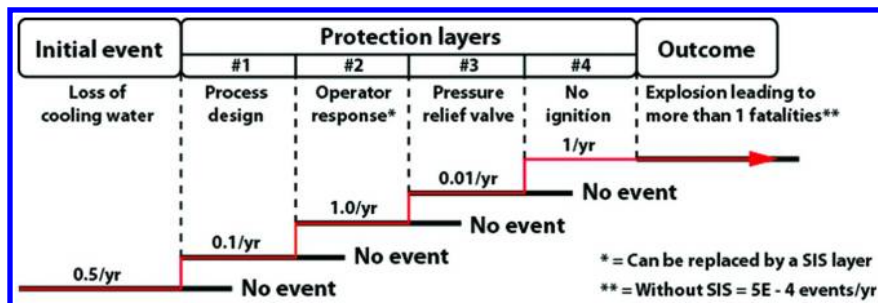 Initial event
Protection layers
Outcome
#1
#2
#3
#4
Loss of
cooling water
Process
design
Operator
response*
Pressure
relief valve
No
ignition
Explosion leading to
more than 1 fatalities**
1/yr
0.01/yr
No event
1.0/yr
No event
0.1/yr
No event
* = Can be replaced by a SIS layer
0.5/yr
No event
** = Without SIS = 5E - 4 events/yr